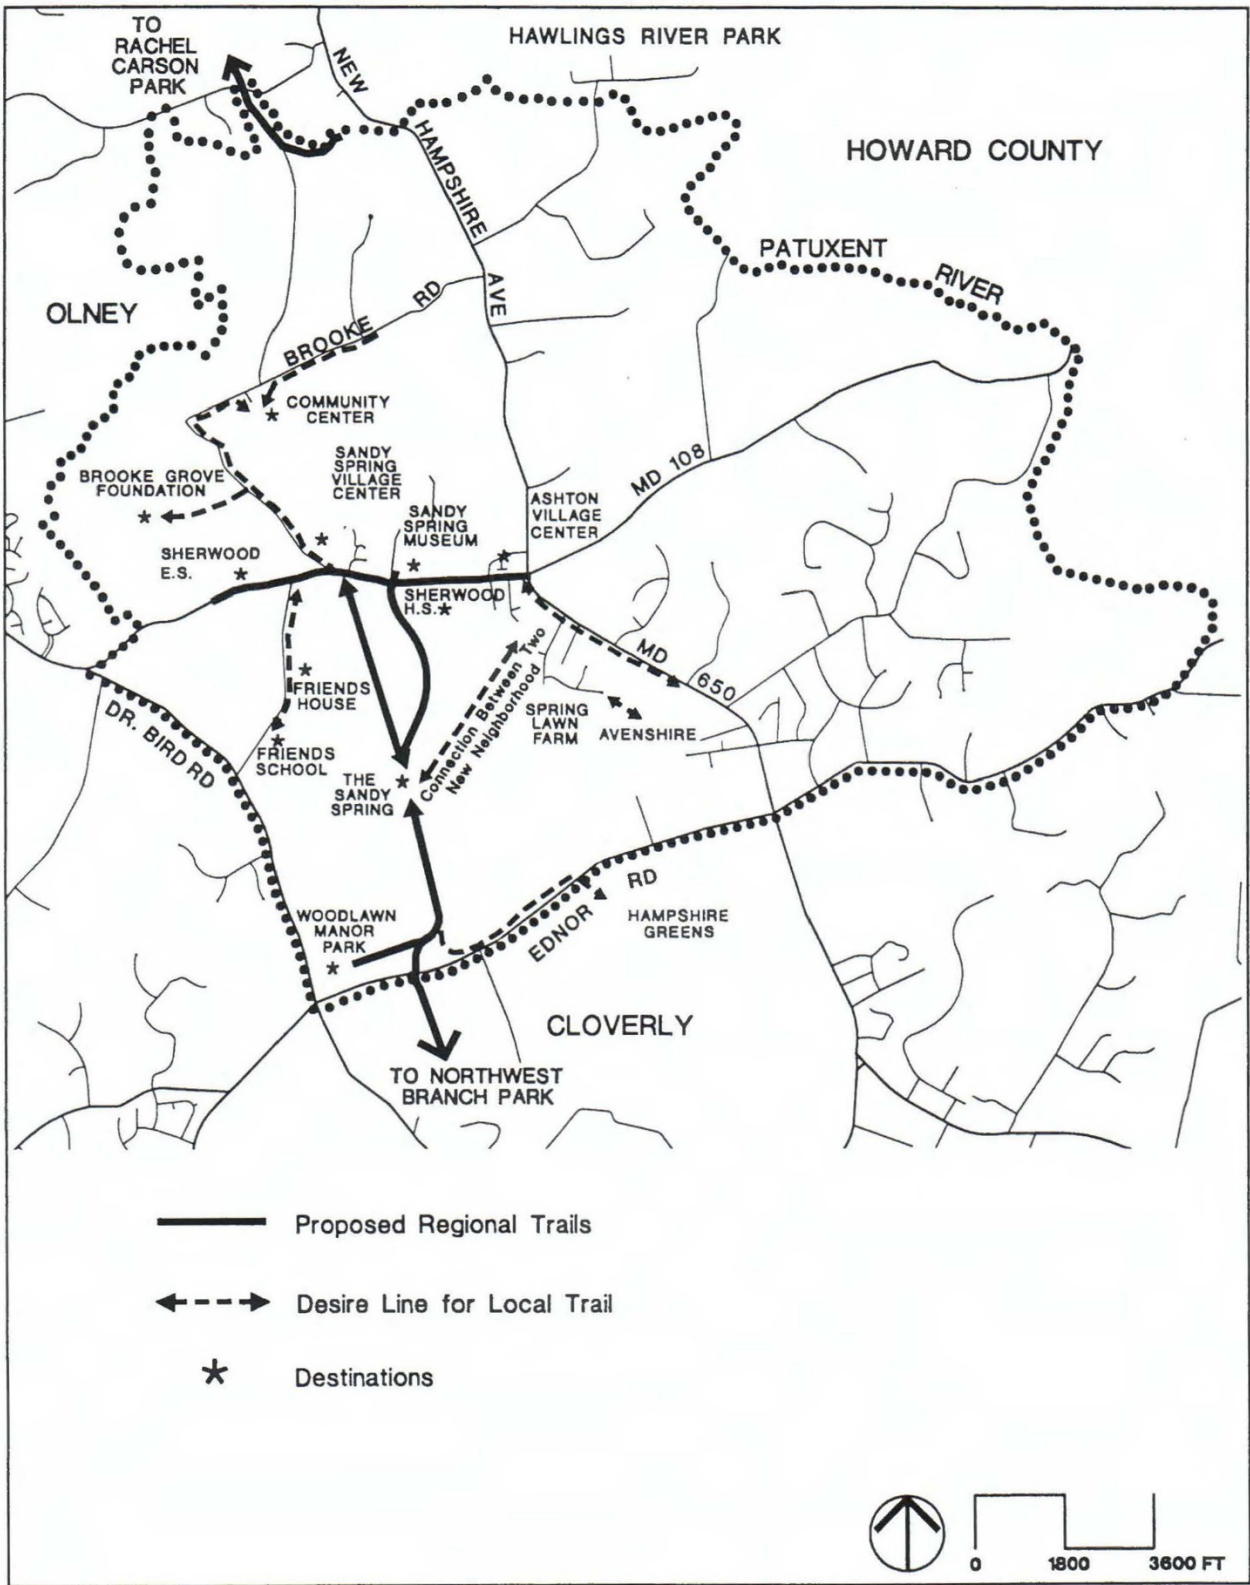 TO
RACHEL
CARSON
PARK
NEW
HAMPSHIRE
AVE
HAWLINGS RIVER PARK
HOWARD COUNTY
PATUXENT
RIVER
OLNEY
BROOKE
RD
COMMUNITY
CENTER
SANDY
SPRING
VILLAGE
CENTER
BROOKE GROVE
FOUNDATION
SANDY
SPRING
MUSEUM
ASHTON
VILLAGE
CENTER
MD 108
SHERWOOD
E.S.
SHERWOOD
H.S.
MD 650
FRIENDS
HOUSE
FRIENDS
SCHOOL
DR. BIRD RD
THE
SANDY
SPRING
Connection Between Two
New Neighborhood
SPRING
LAWN
FARM
AVENSHIRE
WOODLAWN
MANOR
PARK
EDNOR
RD
HAMPSHIRE
GREENS
CLOVERLY
TO NORTHWEST
BRANCH PARK
Proposed Regional Trails
Desire Line for Local Trail
Destinations
0 1800 3600 FT